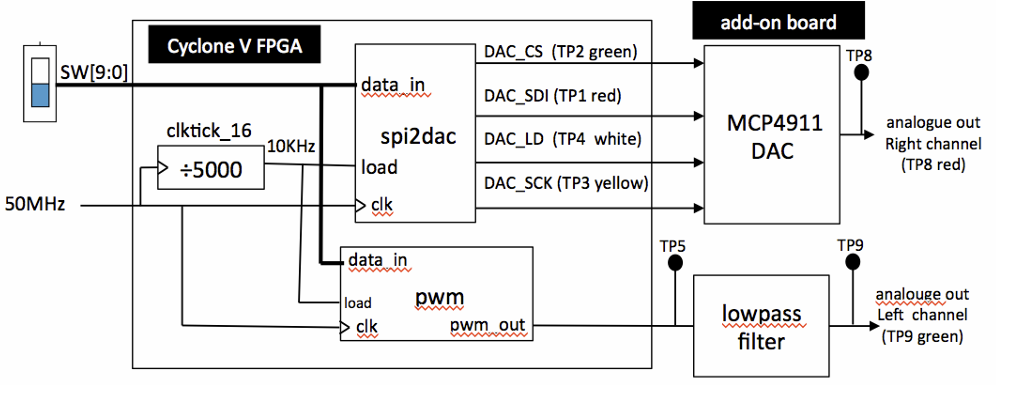 add-on board
Cyclone V FPGA
SW[9:0]
data_in
spi2dac
load
clk
clktick_16
÷5000
10KHz
50MHz
DAC_CS (TP2 green)
DAC_SDI (TP1 red)
DAC_LD (TP4 white)
DAC_SCK (TP3 yellow)
MCP4911
DAC
TP8
analogue out
Right channel
(TP8 red)
data_in
load
pwm
clk
pwm_out
TP5
lowpass
filter
TP9
analouge out
Left channel
(TP9 green)